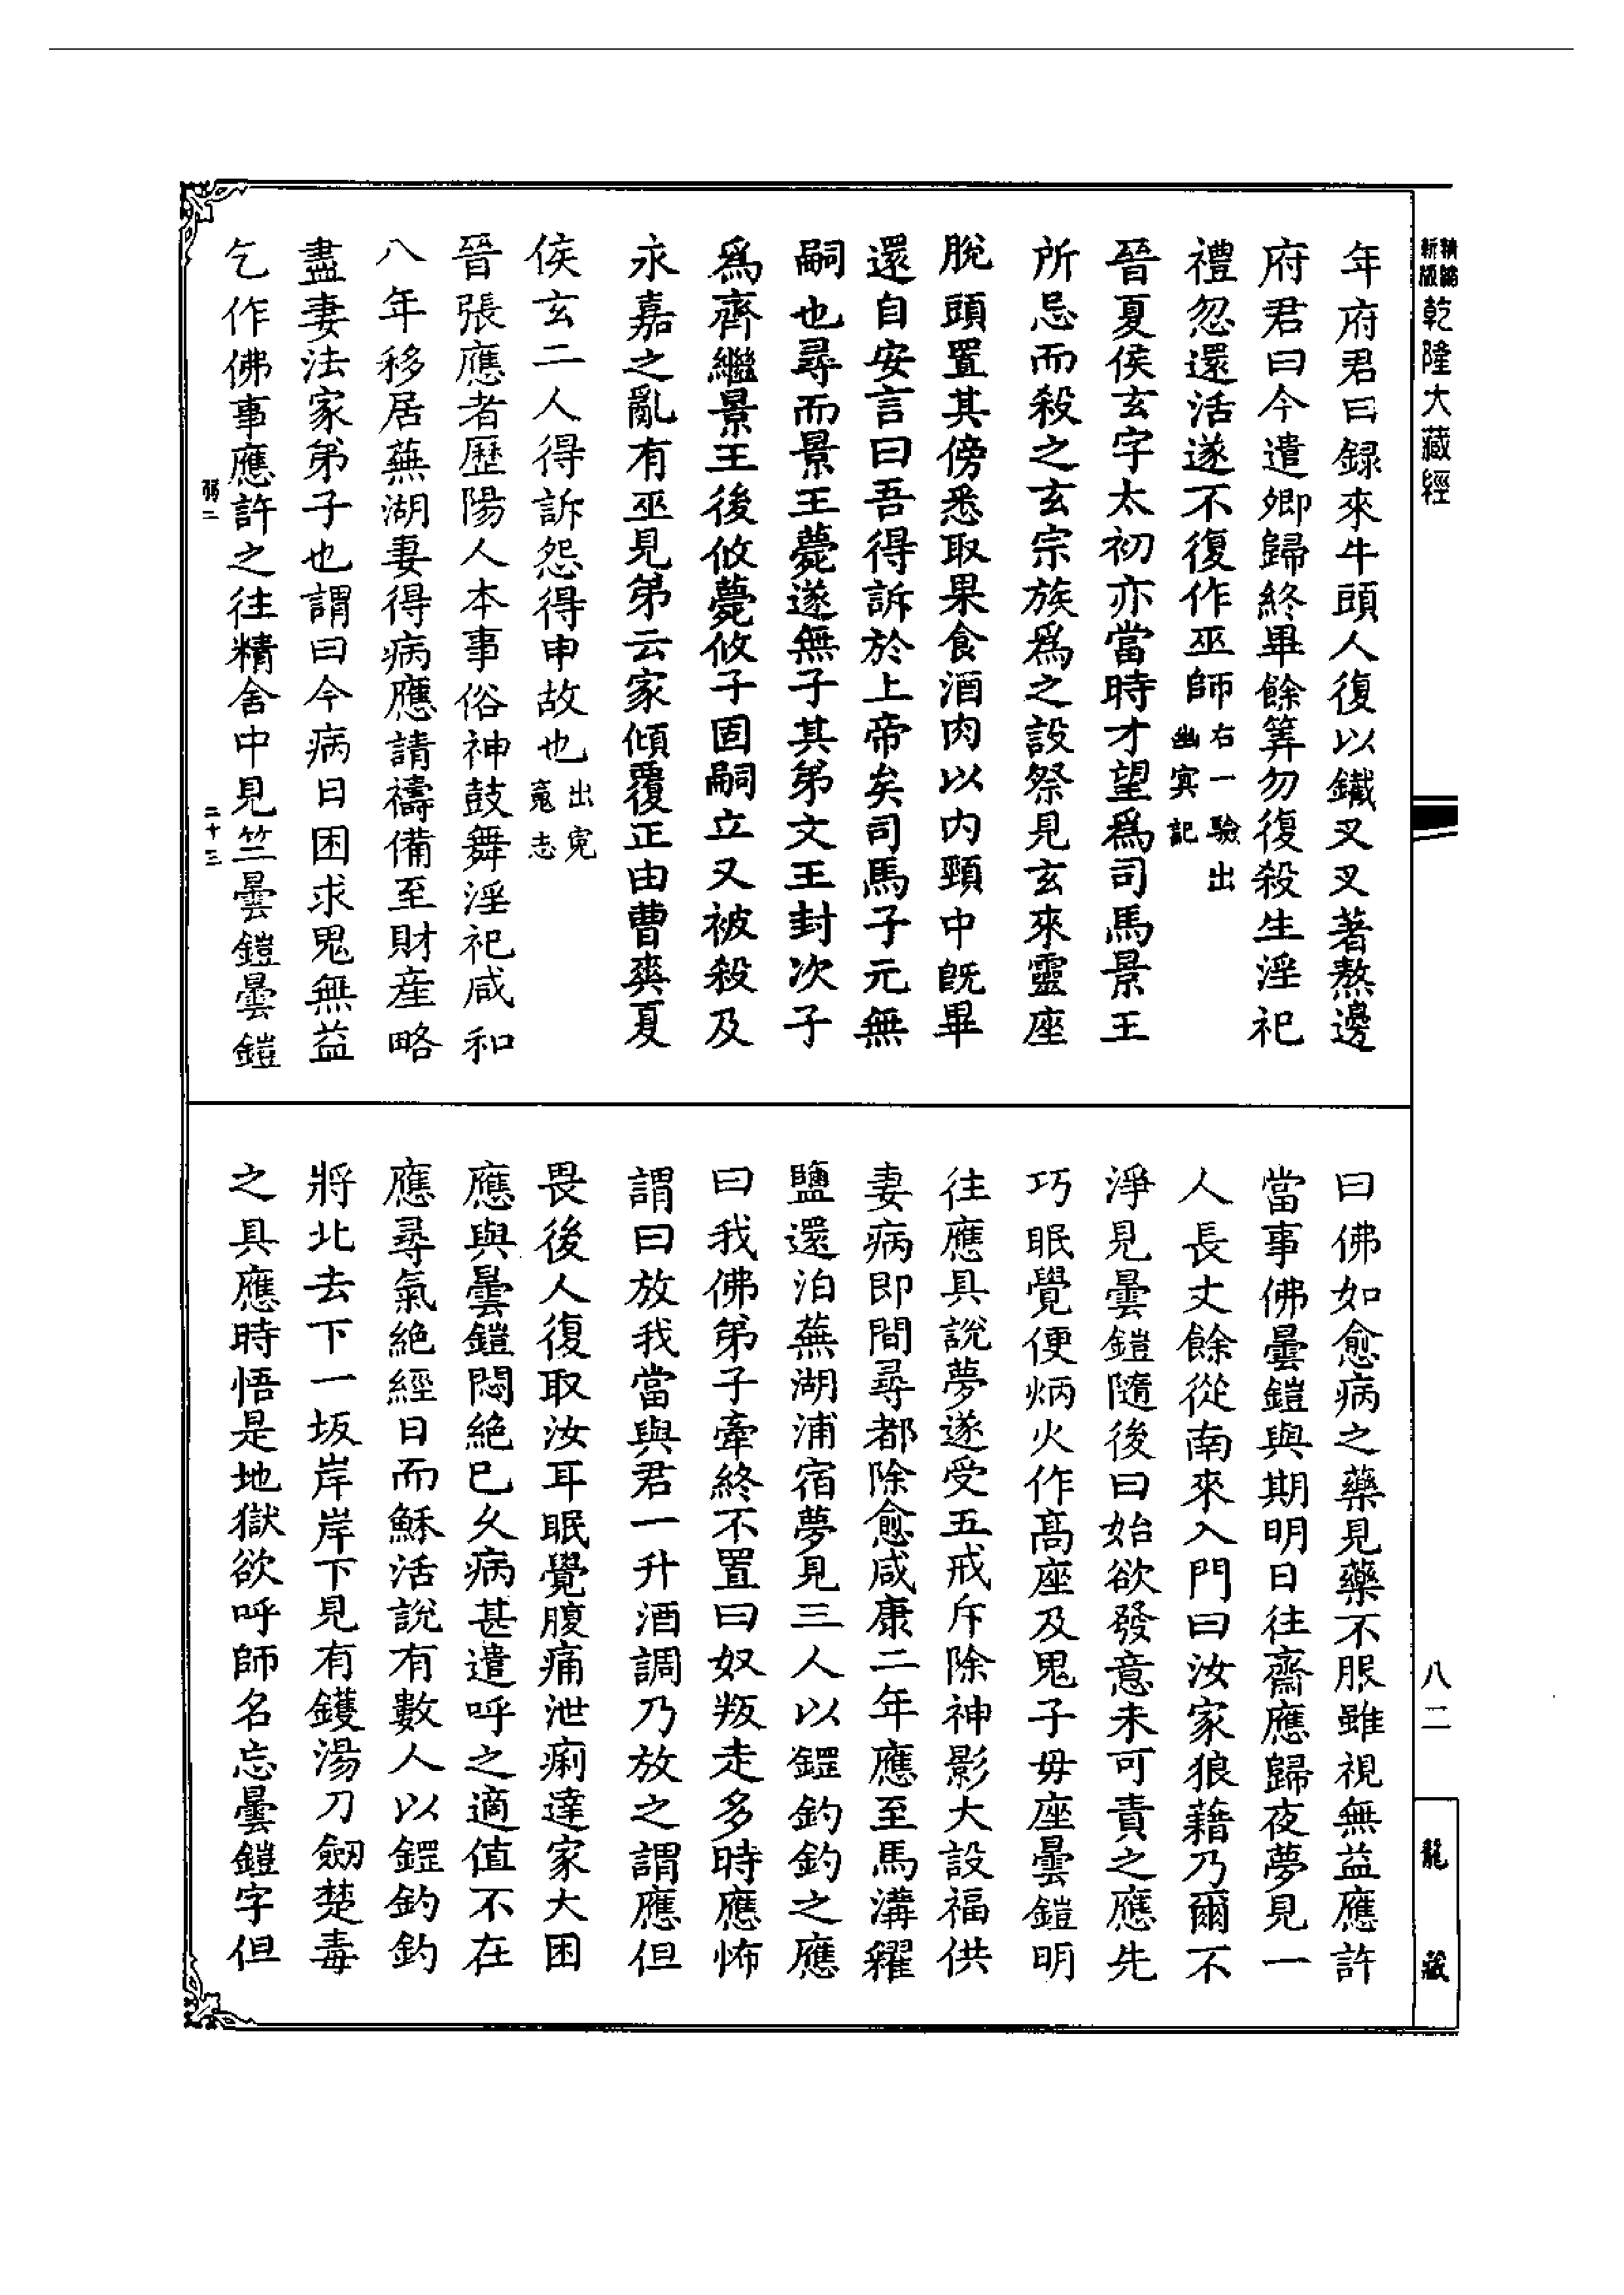 精編新版乾隆大藏經
年府君曰録來牛頭人復以鐵叉叉著熬邊
府君曰今遣卿歸終畢餘筭勿復殺生淫祀
禮忽還活遂不復作巫師右一驗出幽冥記
晉夏侯玄字太初亦當時才望爲司馬景王
所忌而殺之玄宗族爲之設祭見玄來靈座
脫頭置其傍悉取果食酒肉以内頸中既畢
還自安言曰吾得訴於上帝矣司馬子元無
嗣也尋而景王薨遂無子其弟文王封次子
爲齊繼景王後攸薨攸子固嗣立又被殺及
永嘉之亂有巫見弟云家傾覆正由曹爽夏
侯玄二人得訴怨得申故也出寃䰟志
晉張應者歷陽人本事俗神鼓舞淫祀咸和
八年移居蕪湖妻得病應請禱備至財産略
盡妻法家弟子也謂曰今病日困求鬼無益
乞作佛事應許之往精舍中見竺曇鎧曇鎧
弼二
二十三
曰佛如愈病之藥見藥不服雖視無益應許
當事佛曇鎧與期明日往齋應歸夜夢見一
人長丈餘從南來入門曰汝家狼藉乃爾不
淨見曇鎧隨後曰始欲發意未可責之應先
巧眠覺便炳火作髙座及鬼子毋座曇鎧明
往應具說夢遂受五戒斥除神影大設福供
妻病即間尋都除愈咸康二年應至馬溝糴
鹽還泊蕪湖浦宿夢見三人以鏂釣釣之應
曰我佛弟子牽終不置曰奴叛走多時應怖
謂曰放我當與君一升酒調乃放之謂應但
畏後人復取汝耳眠覺腹痛泄痢達家大困
應與曇鎧悶絶巳久病甚遣呼之適值不在
應尋氣絶經日而穌活說有數人以鏂釣釣
將北去下一坂岸岸下見有鑊湯刀劒楚毒
之具應時悟是地獄欲呼師名忘曇鎧字但
八二
龍藏